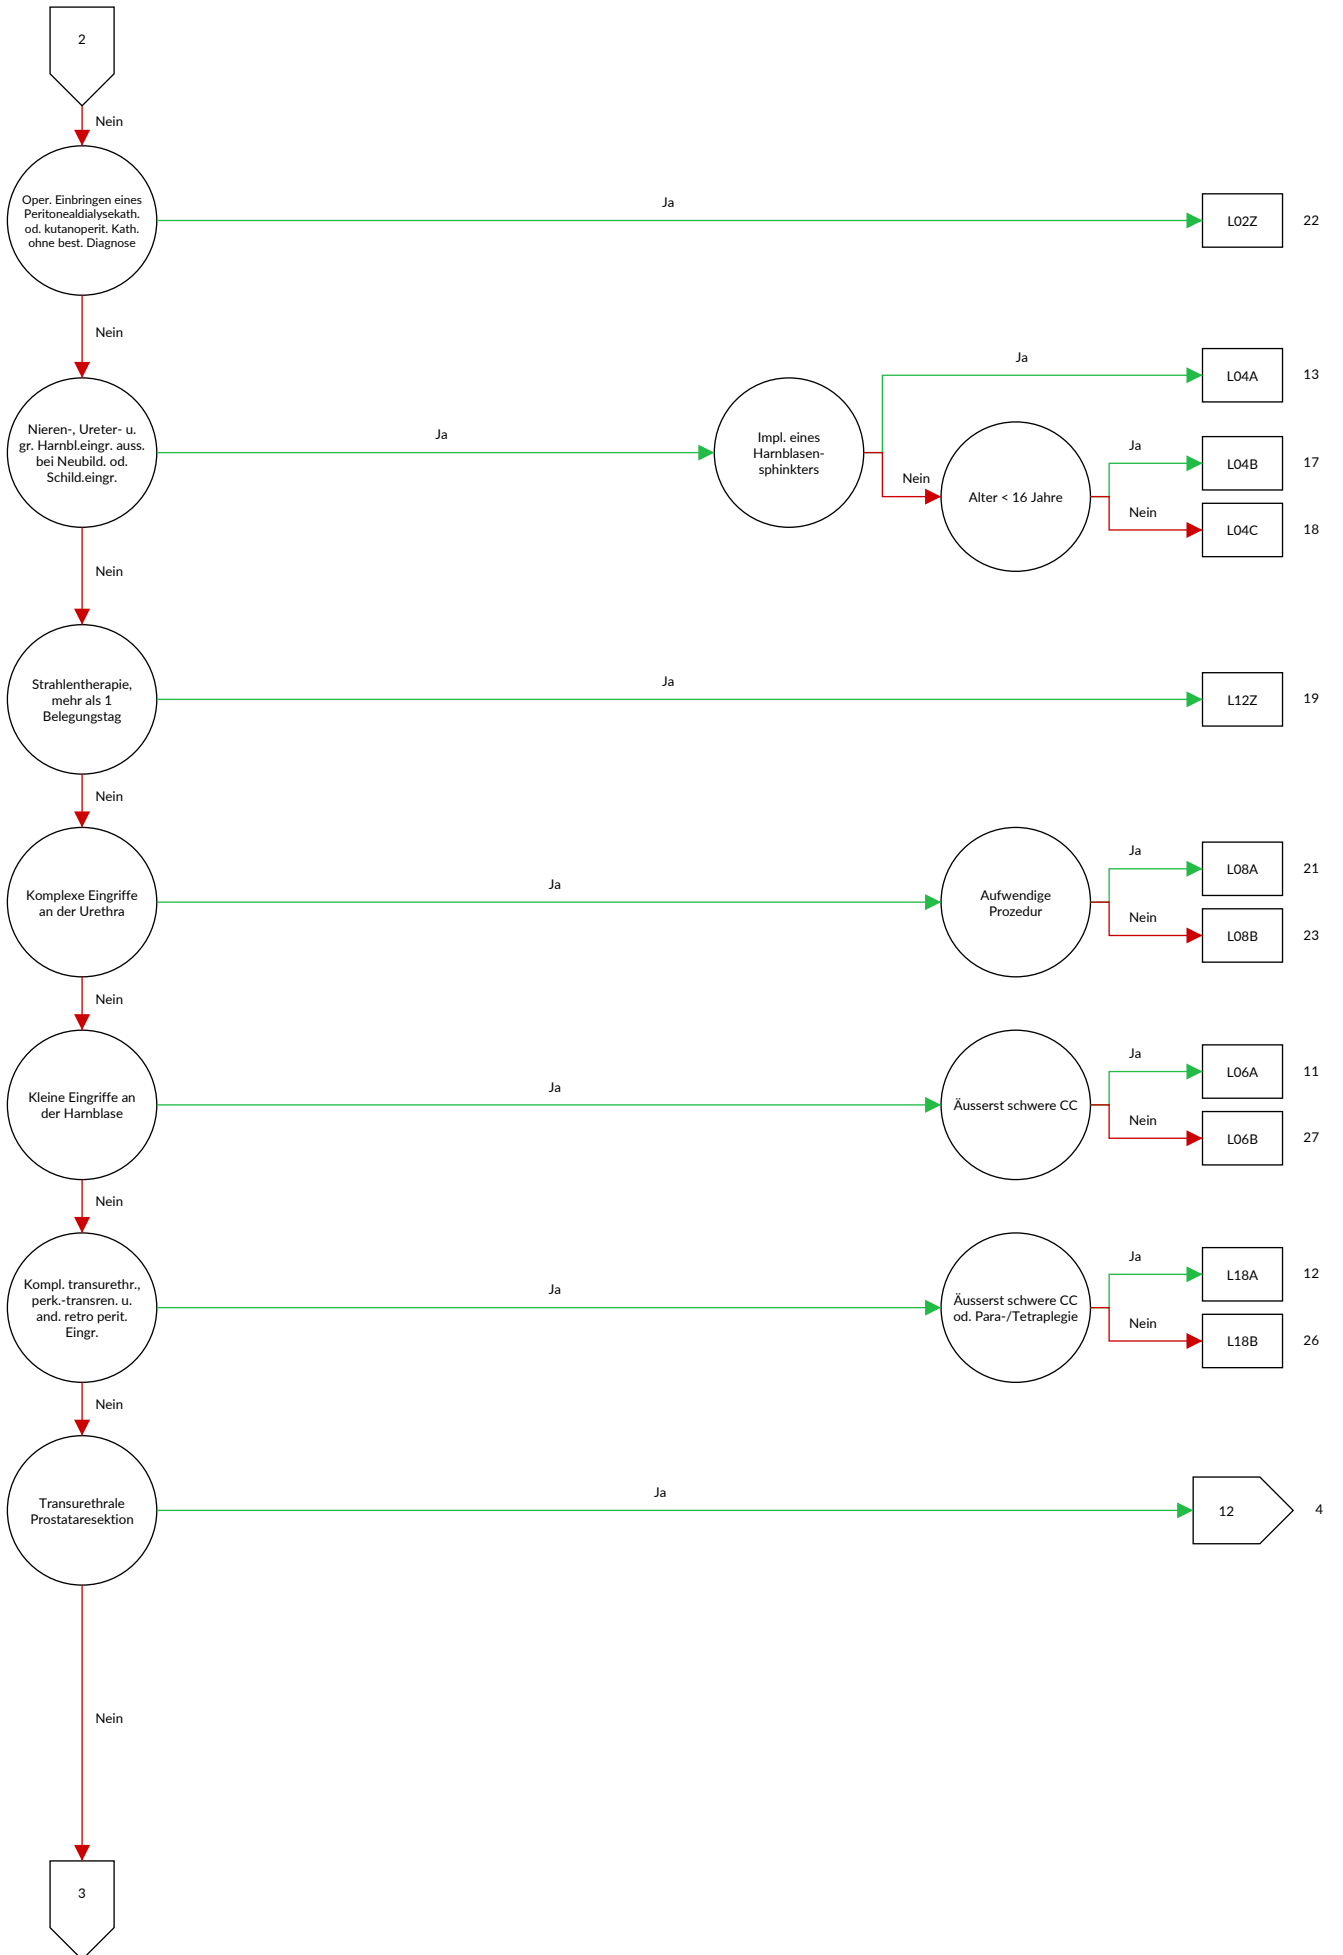 2
Nein
Oper. Einbringen eines
Peritonealdialysekath.
od. kutanoperit. Kath.
ohne best. Diagnose
Ja
L02Z
22
Nein
Nieren-, Ureter- u.
gr. Harnbl.eingr. auss.
bei Neubild. od.
Schild.eingr.
Ja
Impl. eines
Harnblasen-
sphinkters
Ja
L04A
13
Nein
Alter < 16 Jahre
Ja
L04B
17
Nein
L04C
18
Nein
Strahlentherapie,
mehr als 1
Belegungstag
Ja
L12Z
19
Nein
Komplexe Eingriffe
an der Urethra
Ja
Aufwendige
Prozedur
Ja
L08A
21
Nein
L08B
23
Nein
Kleine Eingriffe an
der Harnblase
Ja
Äusserst schwere CC
Ja
L06A
11
Nein
L06B
27
Nein
Kompl. transurethr.,
perk.-transren. u.
and. retro perit.
Eingr.
Ja
Äusserst schwere CC
od. Para-/Tetraplegie
Ja
L18A
12
Nein
L18B
26
Nein
Transurethrale
Prostataresektion
Ja
12
4
Nein
3